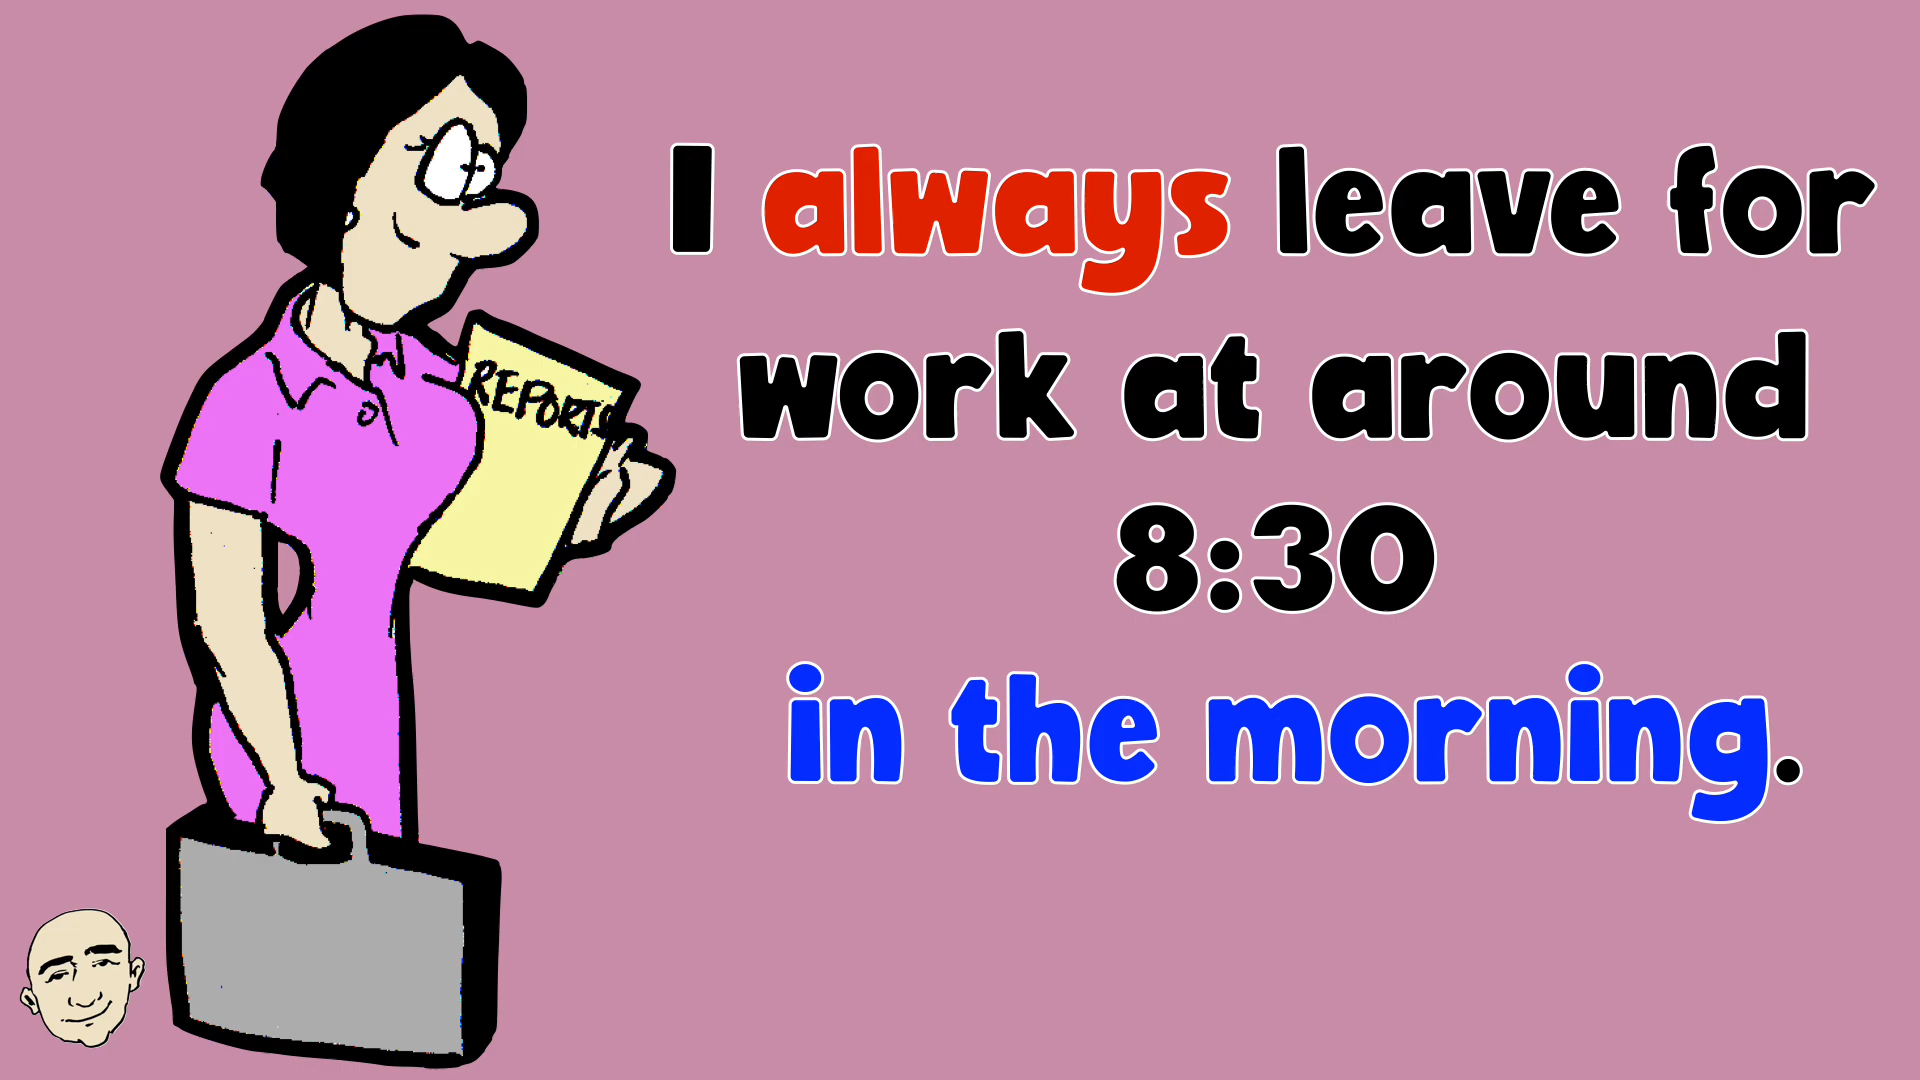 I always leave for
work at around
8:30
in the morning.
REPORTS